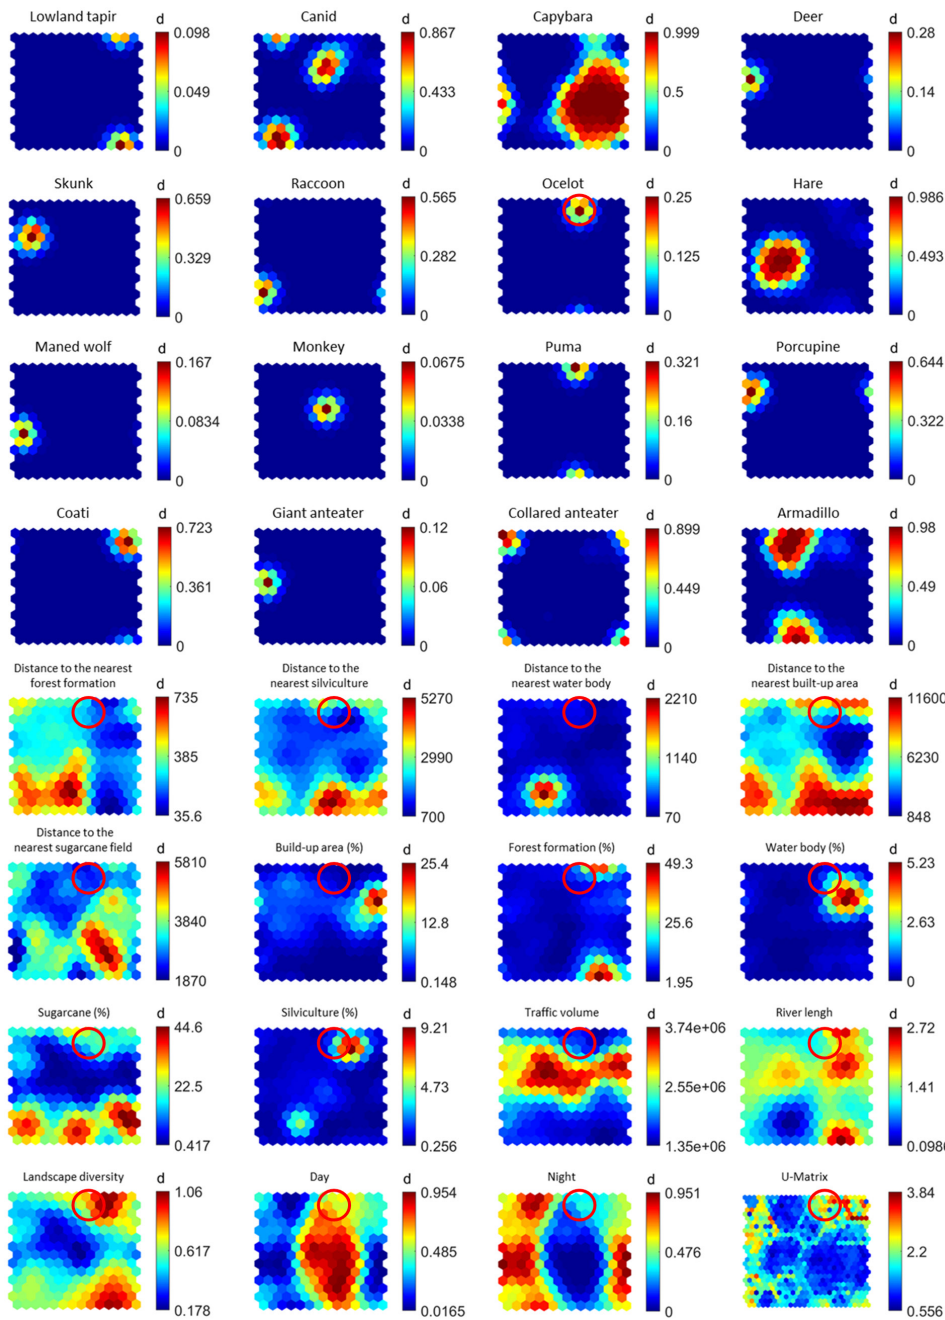 Lowland tapir d
0.098
0.049
0
Canid d
0.867
0.433
0
Capybara d
0.999
0.5
0
Deer d
0.28
0.14
0
Skunk d
0.659
0.329
0
Raccoon d
0.565
0.282
0
Ocelot d
0.25
0.125
0
Hare d
0.986
0.493
0
Maned wolf d
0.167
0.0834
0
Monkey d
0.0675
0.0338
0
Puma d
0.321
0.16
0
Porcupine d
0.644
0.322
0
Coati d
0.723
0.361
0
Giant anteater d
0.12
0.06
0
Collared anteater d
0.899
0.449
0
Armadillo d
0.98
0.49
0
Distance to the nearest
forest formation d
735
385
35.6
Distance to the
nearest silviculture d
5270
2990
700
Distance to the
nearest water body d
2210
1140
70
Distance to the
nearest built-up area d
11600
6230
848
Distance to the
nearest sugarcane field d
5810
3840
1870
Build-up area (%) d
25.4
12.8
0.148
Forest formation (%) d
49.3
25.6
1.95
Water body (%) d
5.23
2.63
0
Sugarcane (%) d
44.6
22.5
0.417
Silviculture (%) d
9.21
4.73
0.256
Traffic volume d
3.74e+06
2.55e+06
1.35e+06
River lengh d
2.72
1.41
0.0986
Landscape diversity d
1.06
0.617
0.178
Day d
0.954
0.485
0.0165
Night d
0.951
0.476
0
U-Matrix d
3.84
2.2
0.556